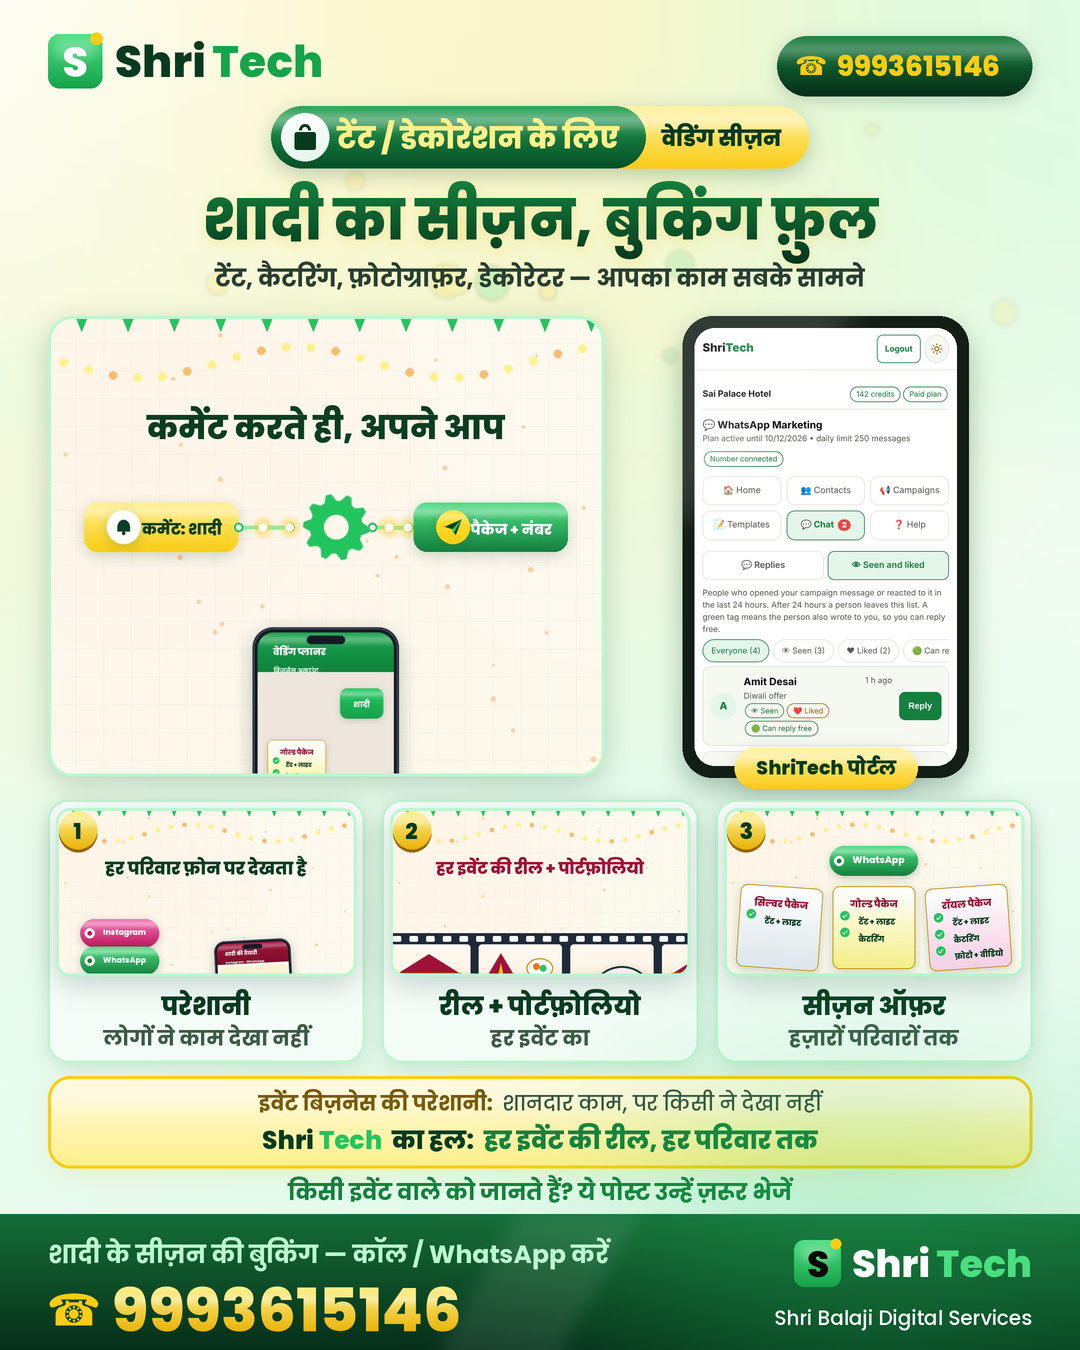 S Shri Tech
☎ 9993615146
टेंट / डेकोरेशन के लिए
वेडिंग सीज़न
शादी का सीज़न, बुकिंग फ़ुल
टेंट, कैटरिंग, फ़ोटोग्राफ़र, डेकोरेटर — आपका काम सबके सामने
कमेंट करते ही, अपने आप
कमेंट: शादी
पैकेज + नंबर
वेडिंग प्लानर
बिज़नेस अकाउंट
शादी
गोल्ड पैकेज
टेंट + लाइट
ShriTech
Logout
Sai Palace Hotel
142 credits
Paid plan
💬 WhatsApp Marketing
Plan active until 10/12/2026 • daily limit 250 messages
Number connected
🏠 Home
👥 Contacts
📢 Campaigns
📝 Templates
💬 Chat 2
❓ Help
💬 Replies
👁 Seen and liked
People who opened your campaign message or reacted to it in
the last 24 hours. After 24 hours a person leaves this list. A
green tag means the person also wrote to you, so you can reply
free.
Everyone (4)
👁 Seen (3)
♥ Liked (2)
🟢 Can re
A
Amit Desai
1 h ago
Diwali offer
👁 Seen
❤️ Liked
🟢 Can reply free
Reply
ShriTech पोर्टल
1
हर परिवार फ़ोन पर देखता है
Instagram
WhatsApp
शादी की तैयारी
Instagram · WhatsApp
परेशानी
लोगों ने काम देखा नहीं
2
हर इवेंट की रील + पोर्टफ़ोलियो
रील + पोर्टफ़ोलियो
हर इवेंट का
3
WhatsApp
सिल्वर पैकेज
टेंट + लाइट
गोल्ड पैकेज
टेंट + लाइट
केटरिंग
रॉयल पैकेज
टेंट + लाइट
केटरिंग
फ़ोटो + वीडियो
सीज़न ऑफ़र
हज़ारों परिवारों तक
इवेंट बिज़नेस की परेशानी: शानदार काम, पर किसी ने देखा नहीं
Shri Tech का हल: हर इवेंट की रील, हर परिवार तक
किसी इवेंट वाले को जानते हैं? ये पोस्ट उन्हें ज़रूर भेजें
शादी के सीज़न की बुकिंग — कॉल / WhatsApp करें
☎ 9993615146
S Shri Tech
Shri Balaji Digital Services